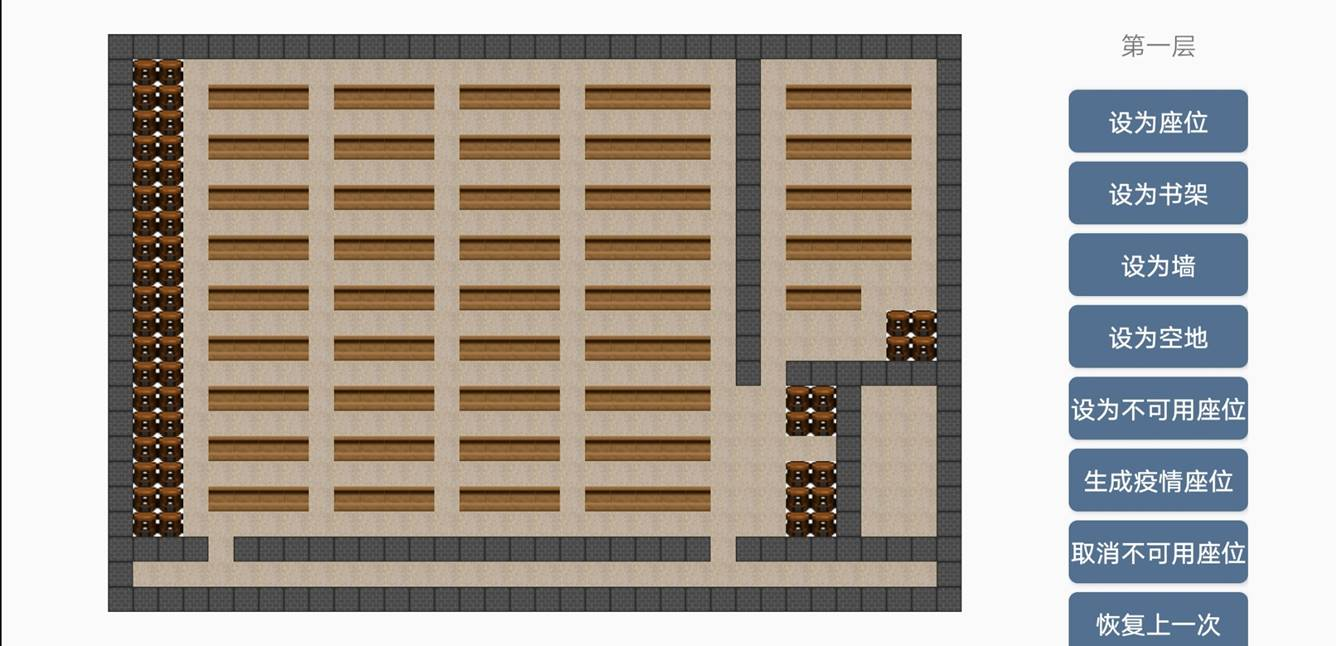 第一层
设为座位
设为书架
设为墙
设为空地
设为不可用座位
生成疫情座位
取消不可用座位
恢复上一次